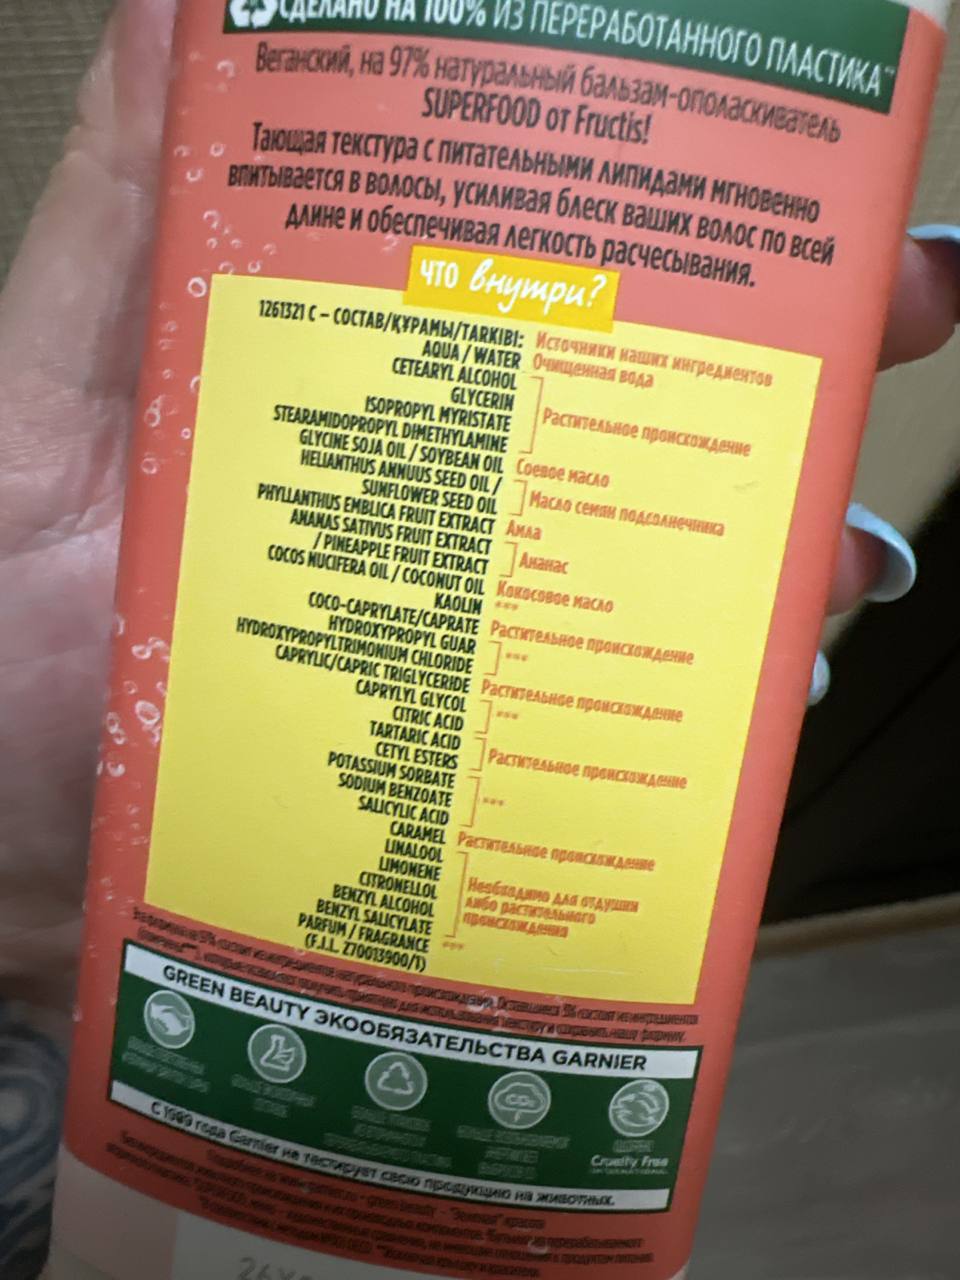 СДЕЛАНО НА 100% ИЗ ПЕРЕРАБОТАННОГО ПЛАСТИКА**
Веганский, на 97% натуральный бальзам-ополаскиватель
SUPERFOOD от Fructis!
Тающая текстура с питательными липидами мгновенно
впитывается в волосы, усиливая блеск ваших волос по всей
длине и обеспечивая легкость расчесывания.
что внутри?
1261321 C – СОСТАВ/ҚҰРАМЫ/TARKIBI: Источники наших ингредиентов
AQUA / WATER Очищенная вода
CETEARYL ALCOHOL
GLYCERIN
ISOPROPYL MYRISTATE Растительное происхождение
STEARAMIDOPROPYL DIMETHYLAMINE
GLYCINE SOJA OIL / SOYBEAN OIL Соевое масло
HELIANTHUS ANNUUS SEED OIL /
SUNFLOWER SEED OIL Масло семян подсолнечника
PHYLLANTHUS EMBLICA FRUIT EXTRACT Амла
ANANAS SATIVUS FRUIT EXTRACT
/ PINEAPPLE FRUIT EXTRACT Ананас
COCOS NUCIFERA OIL / COCONUT OIL Кокосовое масло
KAOLIN ***
COCO-CAPRYLATE/CAPRATE Растительное происхождение
HYDROXYPROPYL GUAR
HYDROXYPROPYLTRIMONIUM CHLORIDE ***
CAPRYLIC/CAPRIC TRIGLYCERIDE Растительное происхождение
CAPRYLYL GLYCOL
CITRIC ACID ***
TARTARIC ACID
CETYL ESTERS Растительное происхождение
POTASSIUM SORBATE
SODIUM BENZOATE ***
SALICYLIC ACID
CARAMEL Растительное происхождение
LINALOOL
LIMONENE
CITRONELLOL Необходимо для отдушки
BENZYL ALCOHOL либо растительного
BENZYL SALICYLATE происхождения
PARFUM / FRAGRANCE ***
(F.I.L. Z70013900/1)
GREEN BEAUTY ЭКООБЯЗАТЕЛЬСТВА GARNIER
CO₂
Cruelty Free
INTERNATIONAL
С 1989 года Garnier не тестирует свою продукцию на животных.